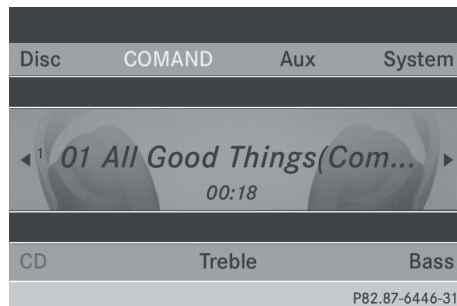 Disc COMAND Aux System
1 01 All Good Things(Com...
00:18
CD Treble Bass
P82.87-6446-31